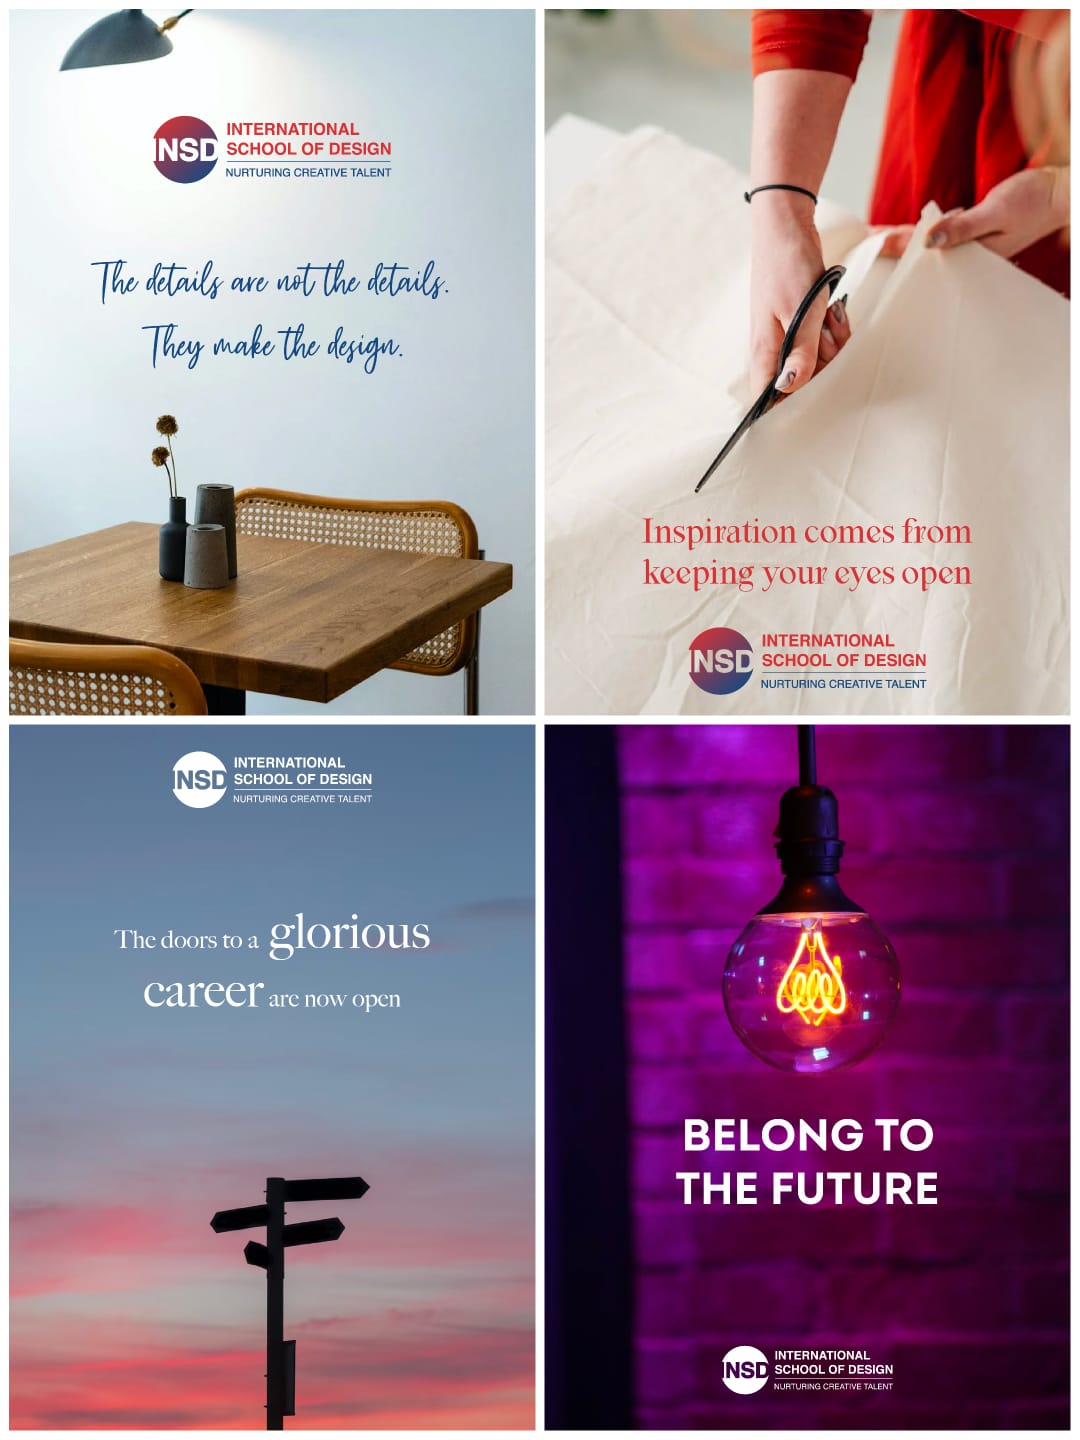 INSD
INTERNATIONAL
SCHOOL OF DESIGN
NURTURING CREATIVE TALENT
The details are not the details.
They make the design.
Inspiration comes from
keeping your eyes open
INSD
INTERNATIONAL
SCHOOL OF DESIGN
NURTURING CREATIVE TALENT
INSD
INTERNATIONAL
SCHOOL OF DESIGN
NURTURING CREATIVE TALENT
The doors to a glorious
career are now open
BELONG TO
THE FUTURE
INSD
INTERNATIONAL
SCHOOL OF DESIGN
NURTURING CREATIVE TALENT